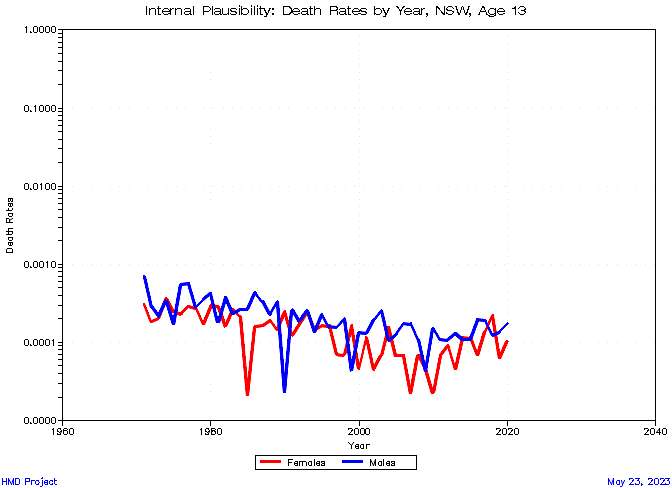 Internal Plausibility: Death Rates by Year, NSW, Age 13
1.0000
0.1000
0.0100
0.0010
0.0001
0.0000
Death Rates
1960
1980
2000
2020
2040
Year
Females
Males
HMD Project
May 23, 2023